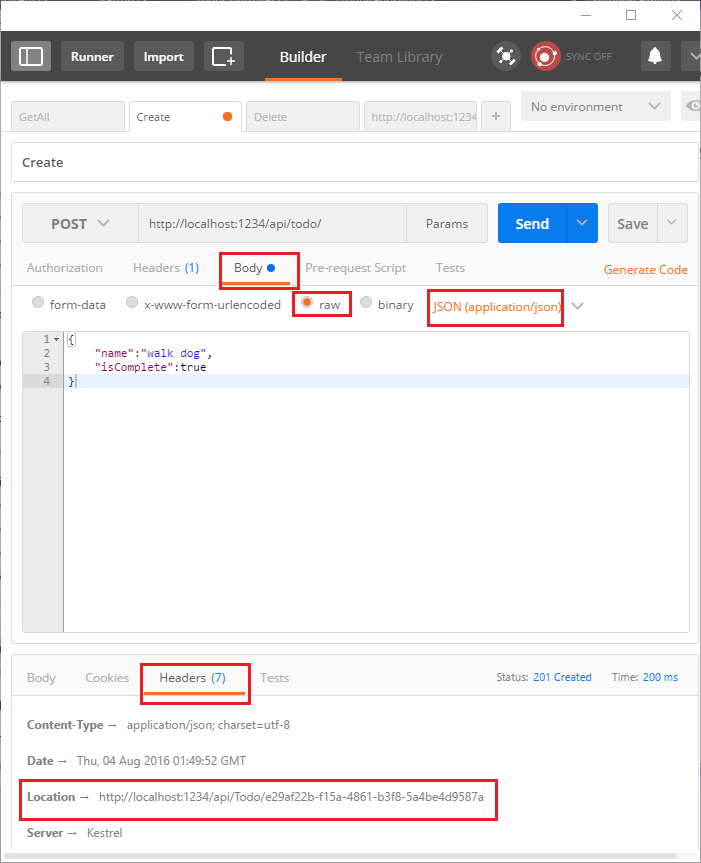 Runner Import Builder Team Library SYNC OFF
GetAll Create Delete http://localhost:1234 + No environment
Create
POST http://localhost:1234/api/todo/ Params Send Save
Authorization Headers (1) Body Pre-request Script Tests Generate Code
form-data x-www-form-urlencoded raw binary JSON (application/json)
1 {
2 "name":"walk dog",
3 "isComplete":true
4 }
Body Cookies Headers (7) Tests Status: 201 Created Time: 200 ms
Content-Type → application/json; charset=utf-8
Date → Thu, 04 Aug 2016 01:49:52 GMT
Location → http://localhost:1234/api/Todo/e29af22b-f15a-4861-b3f8-5a4be4d9587a
Server → Kestrel